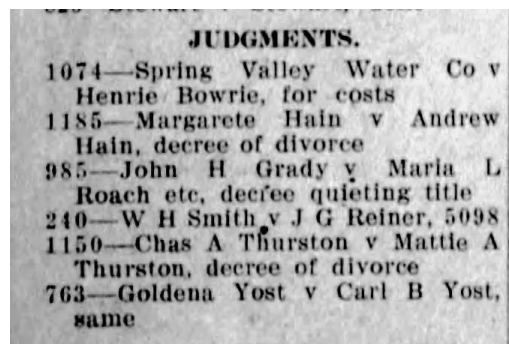 JUDGMENTS.
1074—Spring Valley Water Co v
Henrie Bowrie, for costs
1185—Margarete Hain v Andrew
Hain, decree of divorce
985—John H Grady v Maria L
Roach etc, decree quieting title
240—W H Smith v J G Reiner, 5098
1150—Chas A Thurston v Mattie A
Thurston, decree of divorce
763—Goldena Yost v Carl B Yost,
same